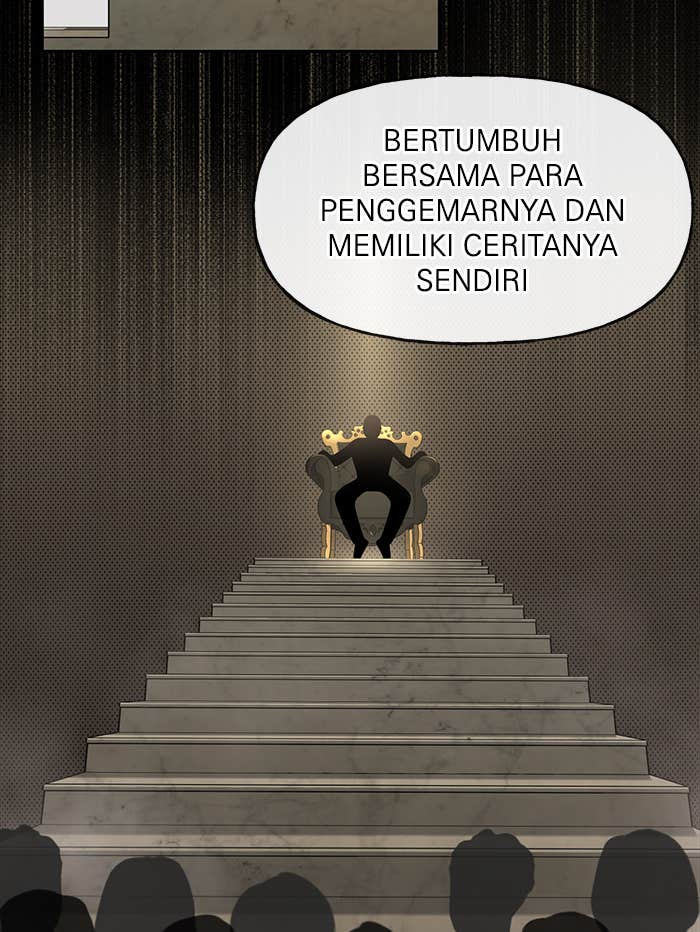 BERTUMBUH
BERSAMA PARA
PENGGEMARNYA DAN
MEMILIKI CERITANYA
SENDIRI